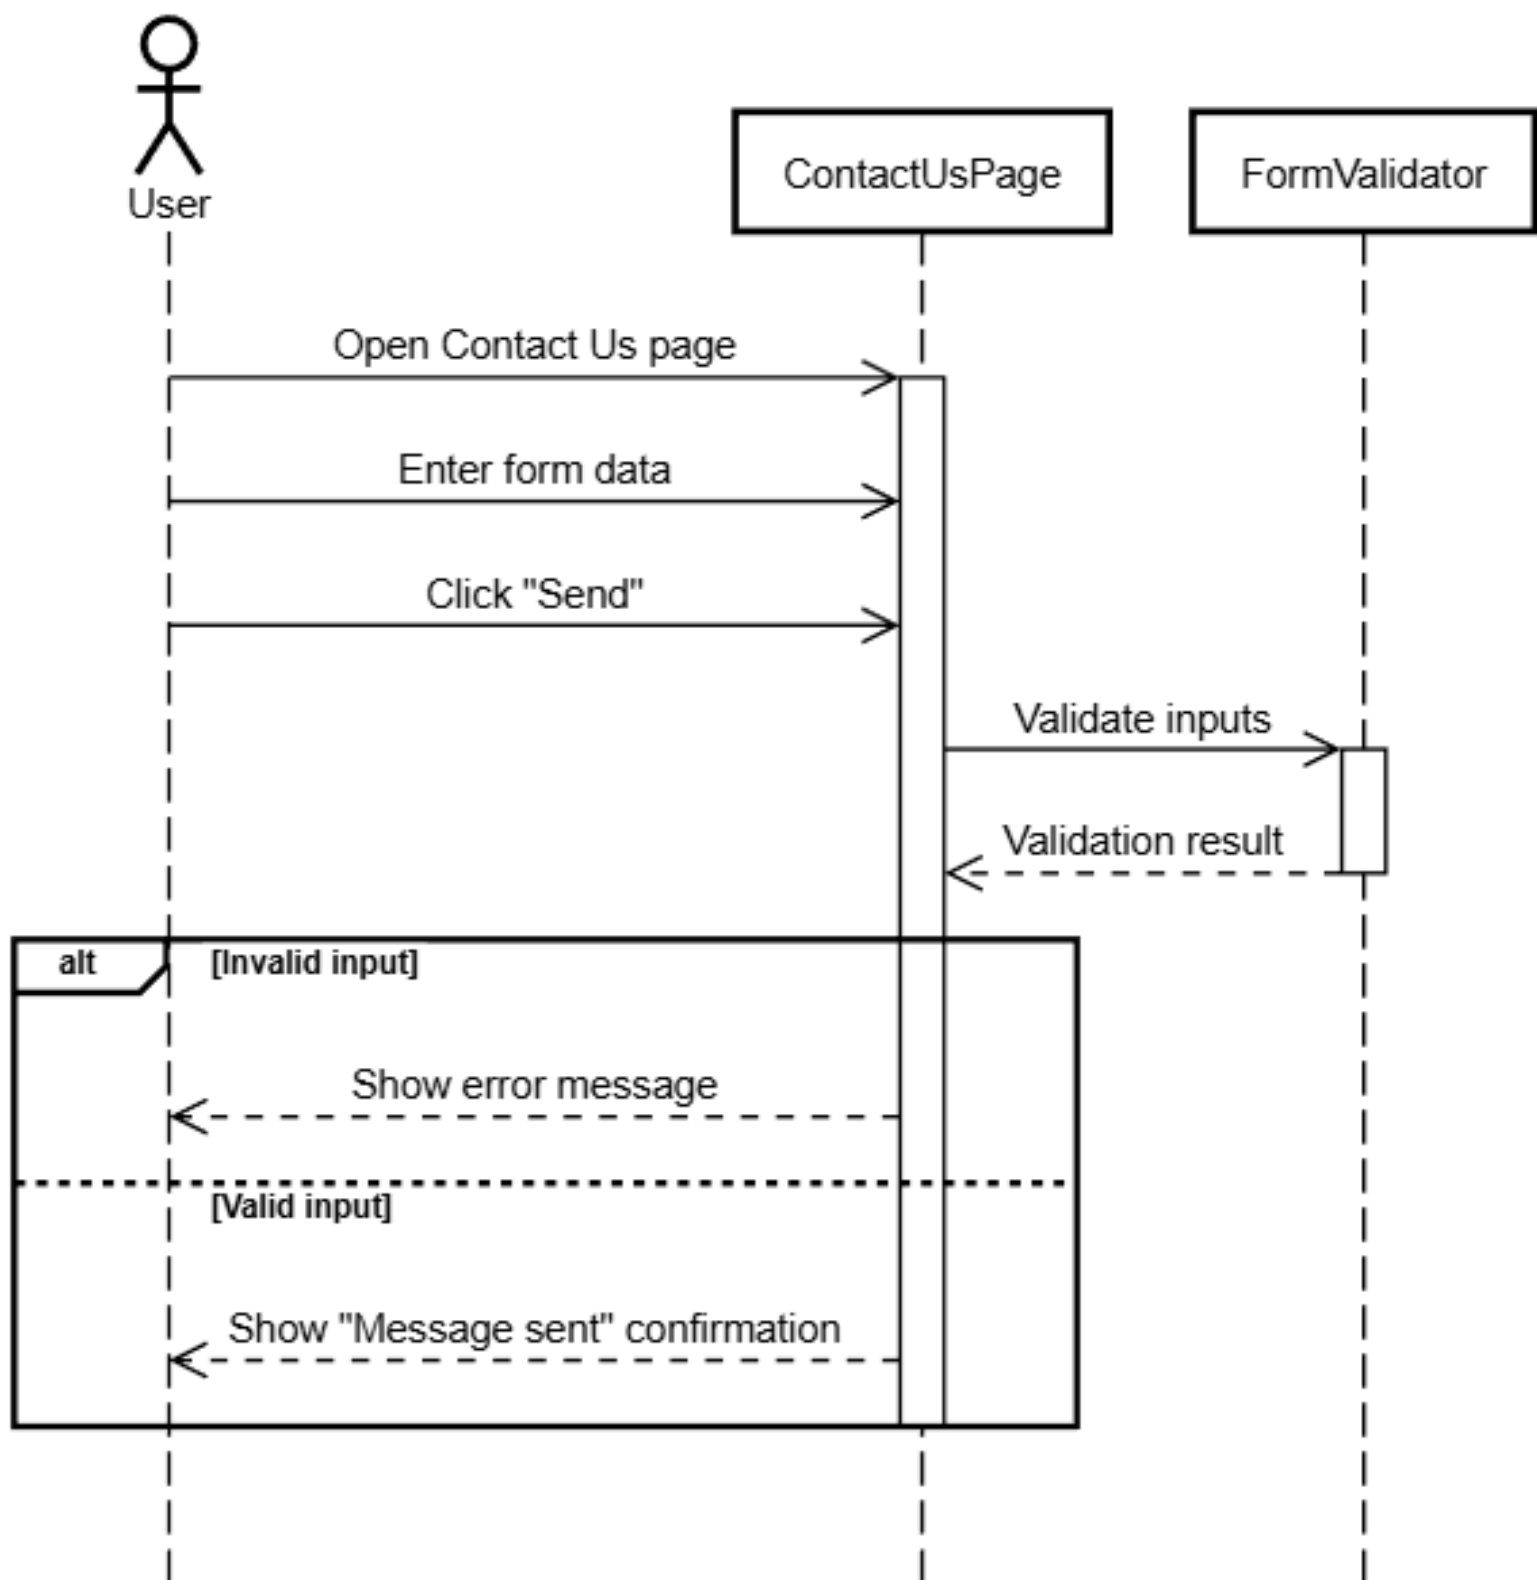 User
ContactUsPage
FormValidator
Open Contact Us page
Enter form data
Click "Send"
Validate inputs
Validation result
alt
[Invalid input]
Show error message
[Valid input]
Show "Message sent" confirmation